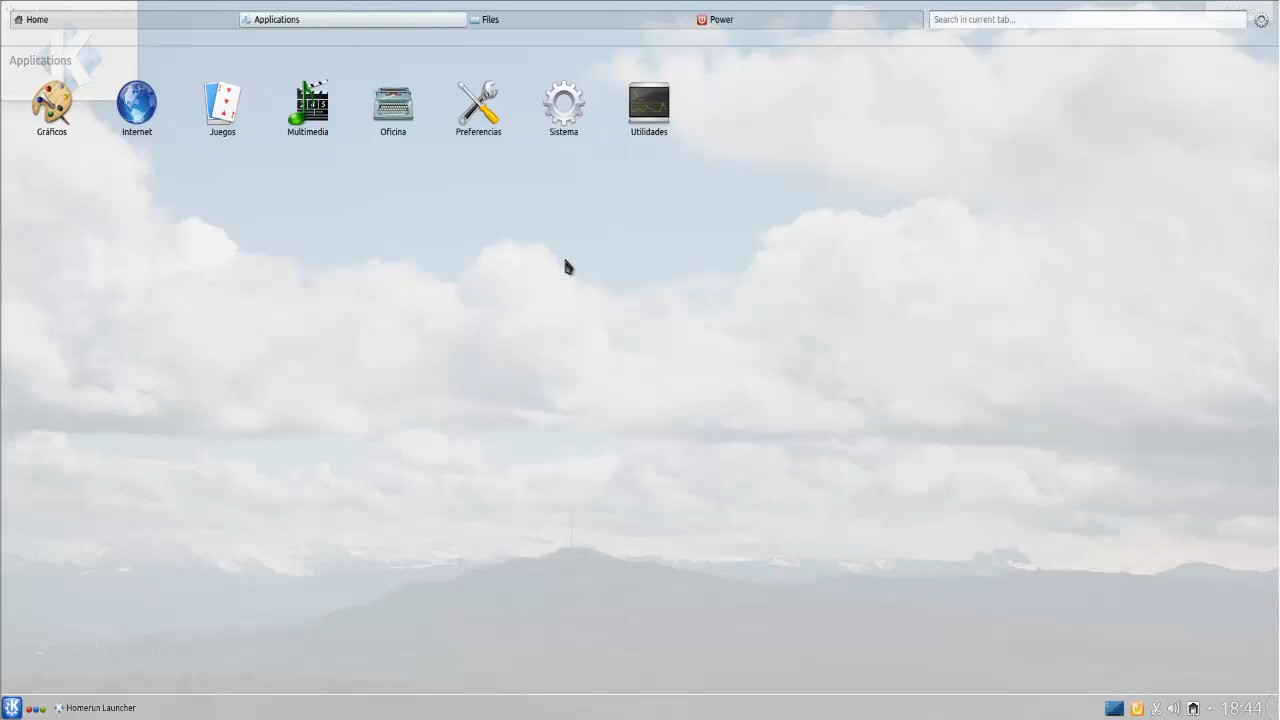 Home
Applications
Files
Power
Search in current tab...
Applications
Gráficos
Internet
Juegos
Multimedia
Oficina
Preferencias
Sistema
Utilidades
Homerun Launcher
18:44